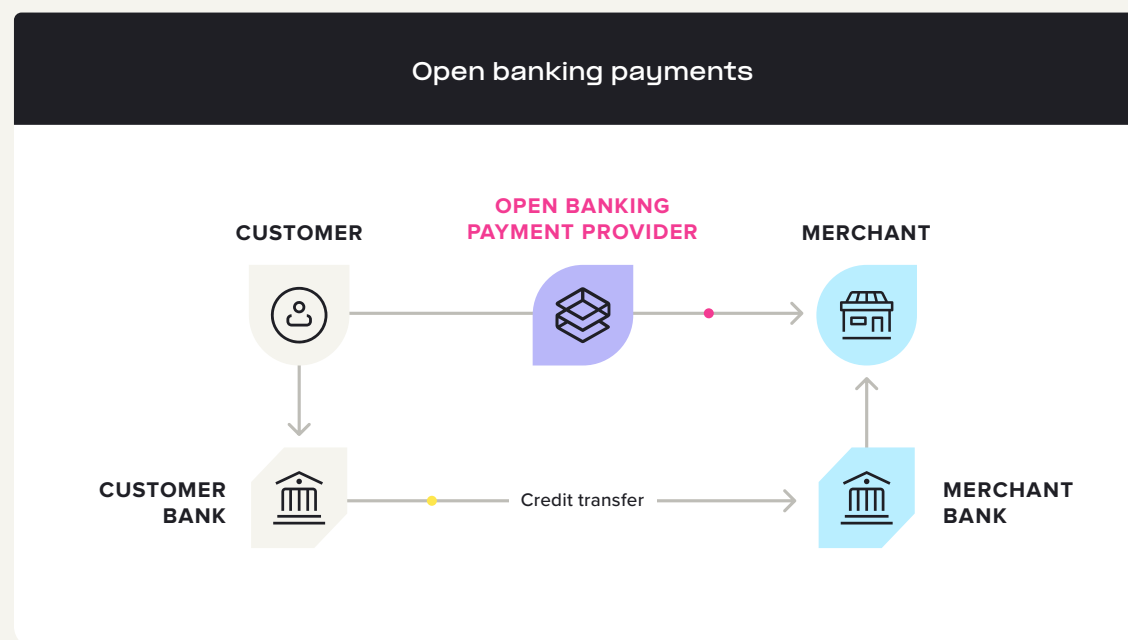 Open banking payments
CUSTOMER
OPEN BANKING
PAYMENT PROVIDER
MERCHANT
CUSTOMER
BANK
Credit transfer
MERCHANT
BANK